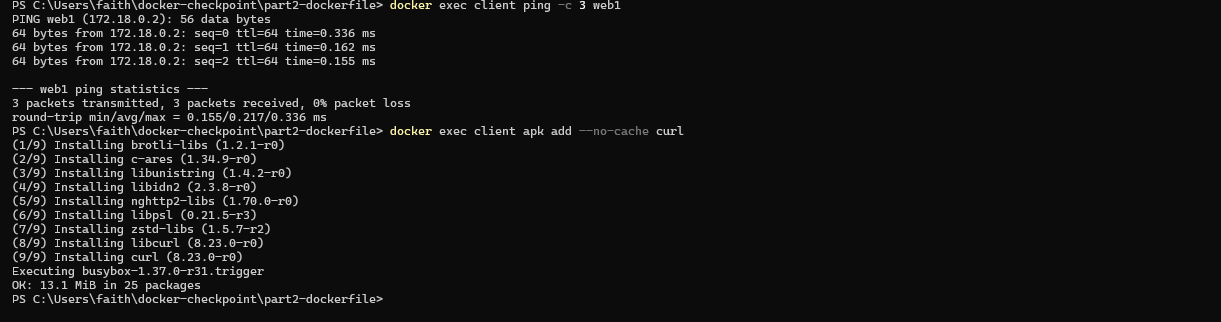 PS C:\Users\faith\docker-checkpoint\part2-dockerfile> docker exec client ping -c 3 web1
PING web1 (172.18.0.2): 56 data bytes
64 bytes from 172.18.0.2: seq=0 ttl=64 time=0.336 ms
64 bytes from 172.18.0.2: seq=1 ttl=64 time=0.162 ms
64 bytes from 172.18.0.2: seq=2 ttl=64 time=0.155 ms
--- web1 ping statistics ---
3 packets transmitted, 3 packets received, 0% packet loss
round-trip min/avg/max = 0.155/0.217/0.336 ms
PS C:\Users\faith\docker-checkpoint\part2-dockerfile> docker exec client apk add --no-cache curl
(1/9) Installing brotli-libs (1.2.1-r0)
(2/9) Installing c-ares (1.34.9-r0)
(3/9) Installing libunistring (1.4.2-r0)
(4/9) Installing libidn2 (2.3.8-r0)
(5/9) Installing nghttp2-libs (1.70.0-r0)
(6/9) Installing libpsl (0.21.5-r3)
(7/9) Installing zstd-libs (1.5.7-r2)
(8/9) Installing libcurl (8.23.0-r0)
(9/9) Installing curl (8.23.0-r0)
Executing busybox-1.37.0-r31.trigger
OK: 13.1 MiB in 25 packages
PS C:\Users\faith\docker-checkpoint\part2-dockerfile>